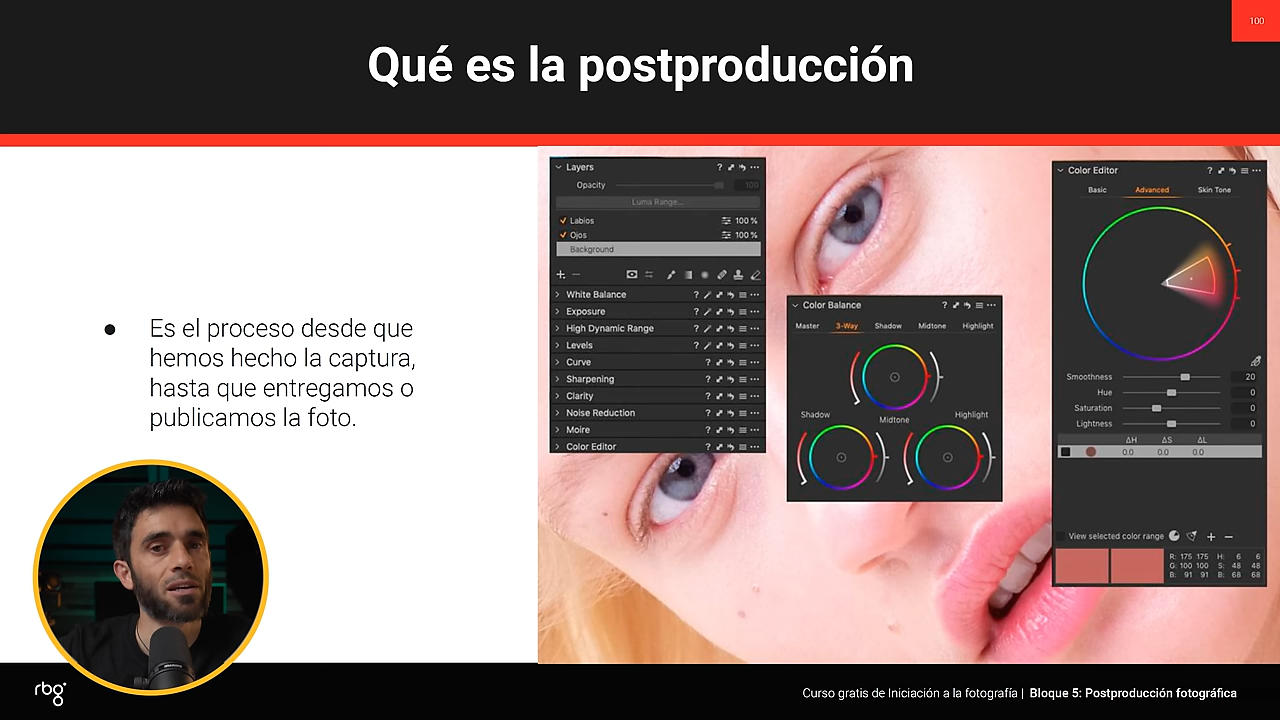 100
Qué es la postproducción
Es el proceso desde que
hemos hecho la captura,
hasta que entregamos o
publicamos la foto.
Layers
Opacity 100
Luma Range...
Labios 100 %
Ojos 100 %
Background
White Balance
Exposure
High Dynamic Range
Levels
Curve
Sharpening
Clarity
Noise Reduction
Moire
Color Editor
Color Balance
Master 3-Way Shadow Midtone Highlight
Shadow Midtone Highlight
Color Editor
Basic Advanced Skin Tone
Smoothness 20
Hue 0
Saturation 0
Lightness 0
ΔH ΔS ΔL
0.0 0.0 0.0
View selected color range
R: 175 175 H: 6 6
G: 100 100 S: 48 48
B: 91 91 B: 68 68
rbg
Curso gratis de Iniciación a la fotografía | Bloque 5: Postproducción fotográfica